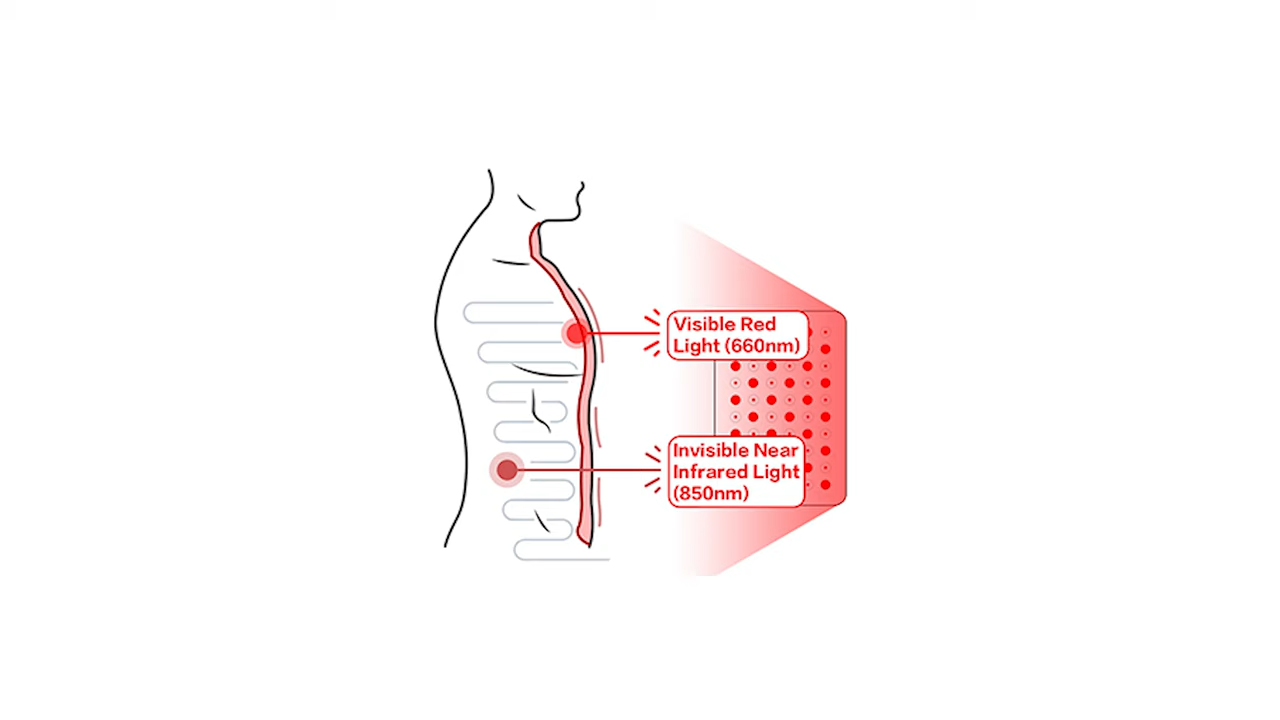 Visible Red
Light (660nm)
Invisible Near
Infrared Light
(850nm)